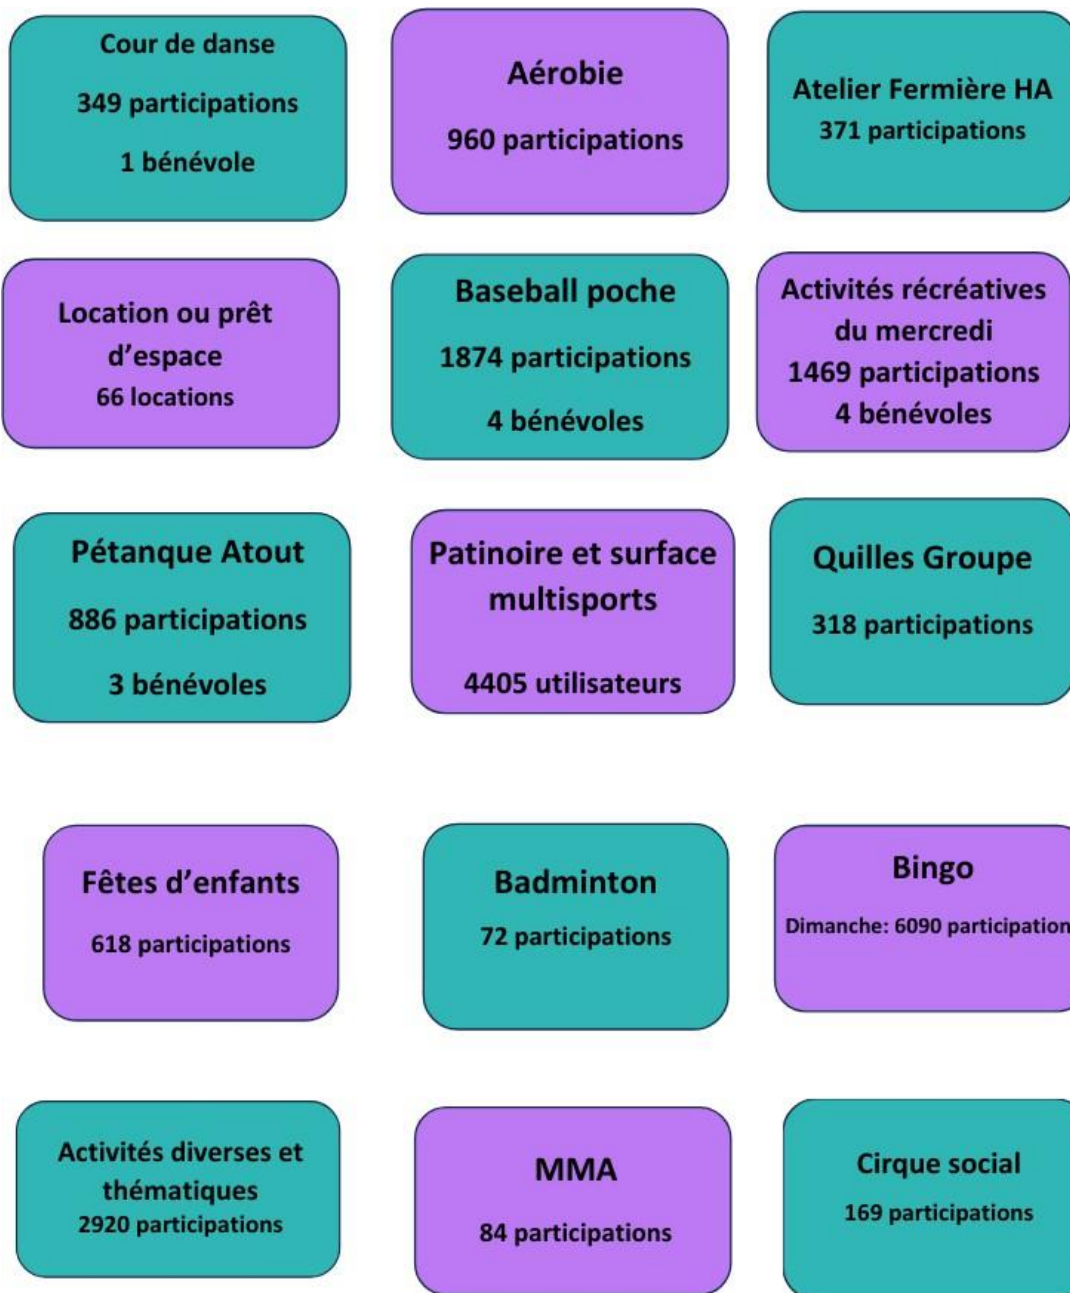 Cour de danse
349 participations
1 bénévole
Aérobie
960 participations
Atelier Fermière HA
371 participations
Location ou prêt
d’espace
66 locations
Baseball poche
1874 participations
4 bénévoles
Activités récréatives
du mercredi
1469 participations
4 bénévoles
Pétanque Atout
886 participations
3 bénévoles
Patinoire et surface
multisports
4405 utilisateurs
Quilles Groupe
318 participations
Fêtes d’enfants
618 participations
Badminton
72 participations
Bingo
Dimanche: 6090 participation
Activités diverses et
thématiques
2920 participations
MMA
84 participations
Cirque social
169 participations